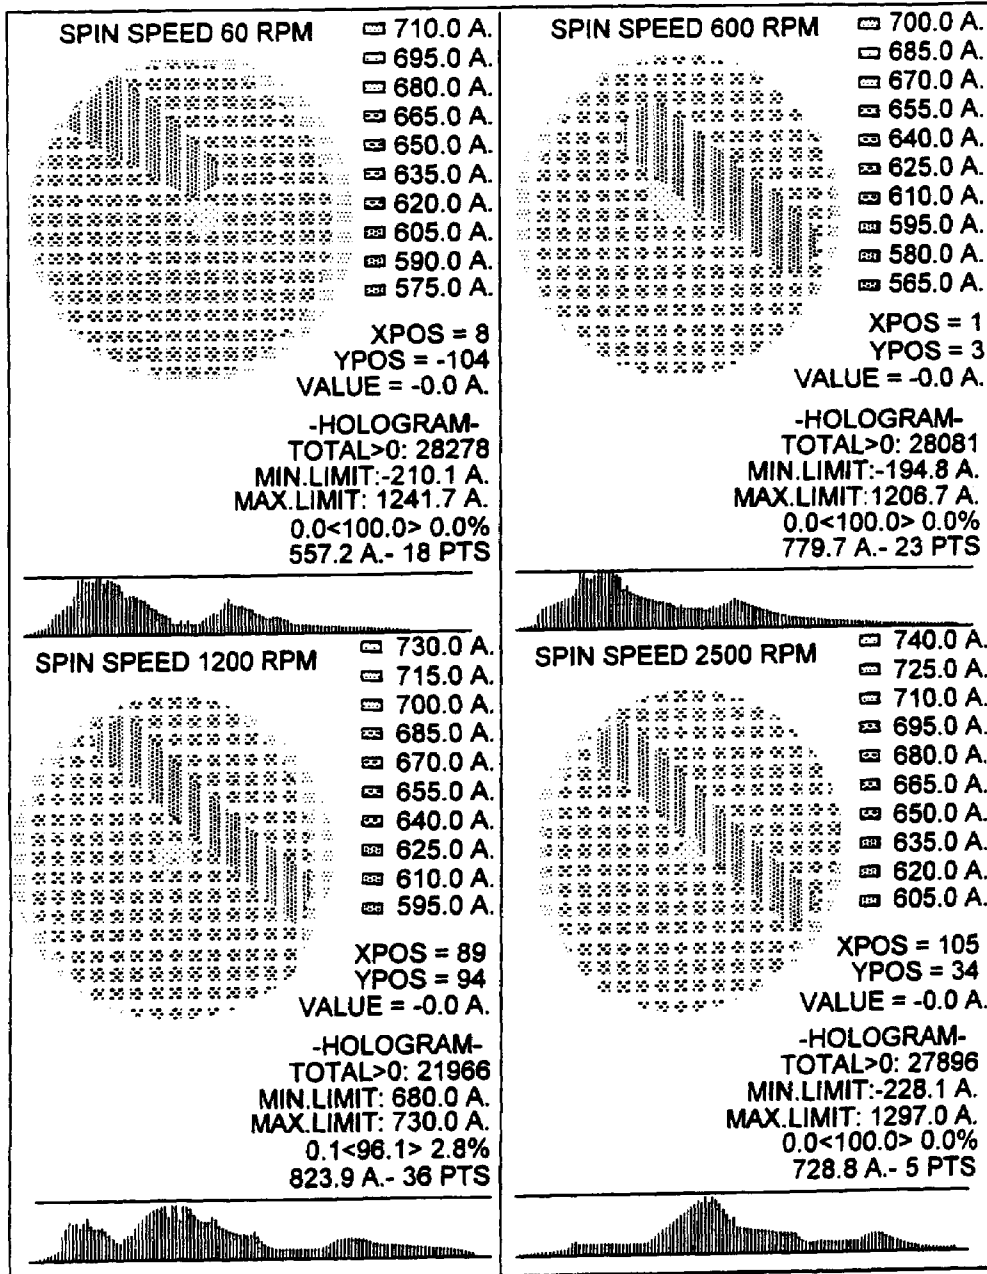 SPIN SPEED 60 RPM
710.0 A.
695.0 A.
680.0 A.
665.0 A.
650.0 A.
635.0 A.
620.0 A.
605.0 A.
590.0 A.
575.0 A.
XPOS = 8
YPOS = -104
VALUE = -0.0 A.
-HOLOGRAM-
TOTAL>0: 28278
MIN.LIMIT:-210.1 A.
MAX.LIMIT: 1241.7 A.
0.0<100.0> 0.0%
557.2 A.- 18 PTS
SPIN SPEED 600 RPM
700.0 A.
685.0 A.
670.0 A.
655.0 A.
640.0 A.
625.0 A.
610.0 A.
595.0 A.
580.0 A.
565.0 A.
XPOS = 1
YPOS = 3
VALUE = -0.0 A.
-HOLOGRAM-
TOTAL>0: 28081
MIN.LIMIT:-194.8 A.
MAX.LIMIT:1206.7 A.
0.0<100.0> 0.0%
779.7 A.- 23 PTS
SPIN SPEED 1200 RPM
730.0 A.
715.0 A.
700.0 A.
685.0 A.
670.0 A.
655.0 A.
640.0 A.
625.0 A.
610.0 A.
595.0 A.
XPOS = 89
YPOS = 94
VALUE = -0.0 A.
-HOLOGRAM-
TOTAL>0: 21966
MIN.LIMIT: 680.0 A.
MAX.LIMIT: 730.0 A.
0.1<96.1> 2.8%
823.9 A.- 36 PTS
SPIN SPEED 2500 RPM
740.0 A.
725.0 A.
710.0 A.
695.0 A.
680.0 A.
665.0 A.
650.0 A.
635.0 A.
620.0 A.
605.0 A.
XPOS = 105
YPOS = 34
VALUE = -0.0 A.
-HOLOGRAM-
TOTAL>0: 27896
MIN.LIMIT:-228.1 A.
MAX.LIMIT: 1297.0 A.
0.0<100.0> 0.0%
728.8 A.- 5 PTS